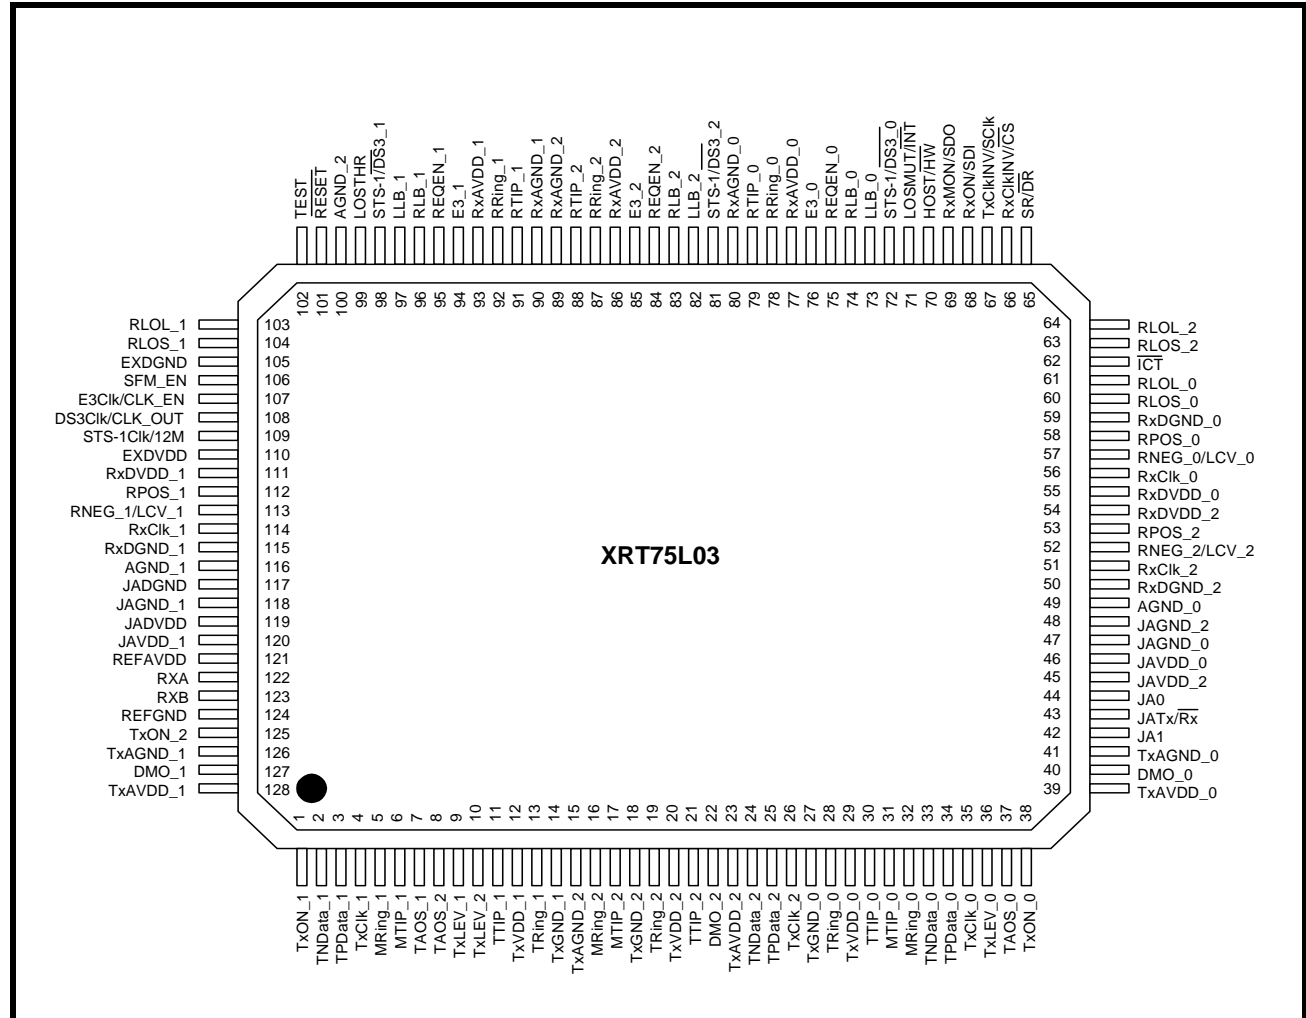 TEST
RESET
AGND_2
LOSTHR
STS-1/DS3_1
LLB_1
RLB_1
REQEN_1
E3_1
RxAVDD_1
RRing_1
RTIP_1
RxAGND_1
RxAGND_2
RTIP_2
RRing_2
RxAVDD_2
E3_2
REQEN_2
RLB_2
LLB_2
STS-1/DS3_2
RxAGND_0
RTIP_0
RRing_0
RxAVDD_0
E3_0
REQEN_0
RLB_0
LLB_0
STS-1/DS3_0
LOSMUT/INT
HOST/HW
RxMON/SDO
RxON/SDI
TxClkINV/SClk
RxClkINV/CS
SR/DR
102
101
100
99
98
97
96
95
94
93
92
91
90
89
88
87
86
85
84
83
82
81
80
79
78
77
76
75
74
73
72
71
70
69
68
67
66
65
RLOL_1 103
RLOS_1 104
EXDGND 105
SFM_EN 106
E3Clk/CLK_EN 107
DS3Clk/CLK_OUT 108
STS-1Clk/12M 109
EXDVDD 110
RxDVDD_1 111
RPOS_1 112
RNEG_1/LCV_1 113
RxClk_1 114
RxDGND_1 115
AGND_1 116
JADGND 117
JAGND_1 118
JADVDD 119
JAVDD_1 120
REFAVDD 121
RXA 122
RXB 123
REFGND 124
TxON_2 125
TxAGND_1 126
DMO_1 127
TxAVDD_1 128
XRT75L03
64 RLOL_2
63 RLOS_2
62 ICT
61 RLOL_0
60 RLOS_0
59 RxDGND_0
58 RPOS_0
57 RNEG_0/LCV_0
56 RxClk_0
55 RxDVDD_0
54 RxDVDD_2
53 RPOS_2
52 RNEG_2/LCV_2
51 RxClk_2
50 RxDGND_2
49 AGND_0
48 JAGND_2
47 JAGND_0
46 JAVDD_0
45 JAVDD_2
44 JA0
43 JATx/Rx
42 JA1
41 TxAGND_0
40 DMO_0
39 TxAVDD_0
1
2
3
4
5
6
7
8
9
10
11
12
13
14
15
16
17
18
19
20
21
22
23
24
25
26
27
28
29
30
31
32
33
34
35
36
37
38
TxON_1
TNData_1
TPData_1
TxClk_1
MRing_1
MTIP_1
TAOS_1
TAOS_2
TxLEV_1
TxLEV_2
TTIP_1
TxVDD_1
TRing_1
TxGND_1
TxAGND_2
MRing_2
MTIP_2
TxGND_2
TRing_2
TxVDD_2
TTIP_2
DMO_2
TxAVDD_2
TNData_2
TPData_2
TxClk_2
TxGND_0
TRing_0
TxVDD_0
TTIP_0
MTIP_0
MRing_0
TNData_0
TPData_0
TxClk_0
TxLEV_0
TAOS_0
TxON_0